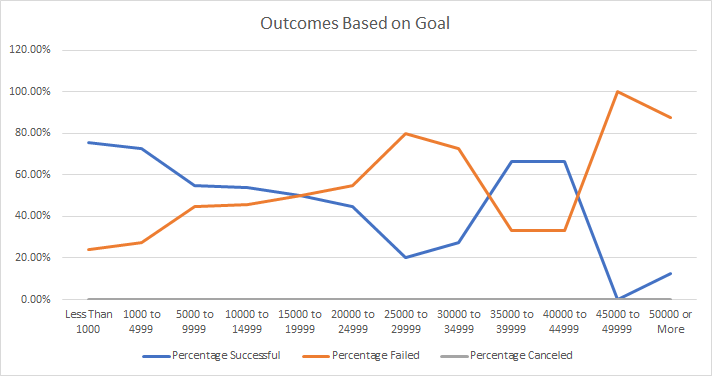 Outcomes Based on Goal
120.00%
100.00%
80.00%
60.00%
40.00%
20.00%
0.00%
Less Than 1000
1000 to 4999
5000 to 9999
10000 to 14999
15000 to 19999
20000 to 24999
25000 to 29999
30000 to 34999
35000 to 39999
40000 to 44999
45000 to 49999
50000 or More
Percentage Successful
Percentage Failed
Percentage Canceled